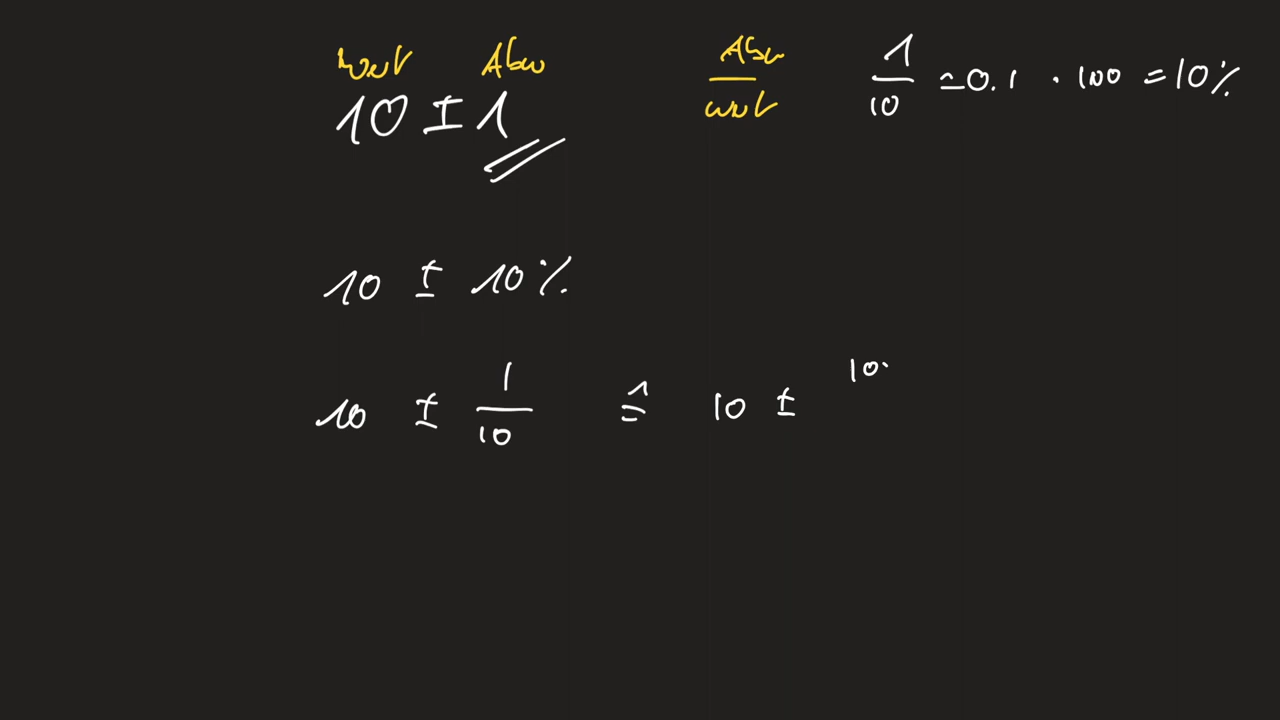 Wert Abw
10 ± 1
Abw
Wert
1/10 = 0.1 · 100 = 10%
10 ± 10%
10 ± 1/10 ≙ 10 ± 10·